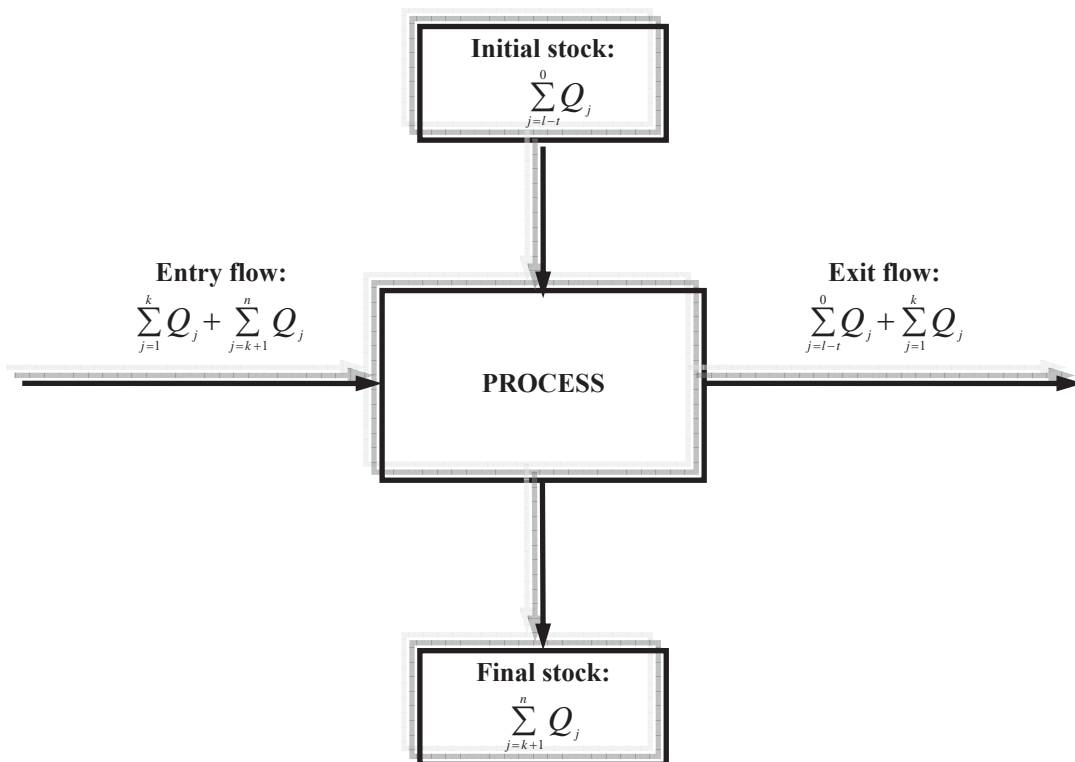 Initial stock:
$\sum_{j=l-t}^{0} Q_j$
Entry flow:
$\sum_{j=1}^{k} Q_j + \sum_{j=k+1}^{n} Q_j$
Exit flow:
$\sum_{j=l-t}^{0} Q_j + \sum_{j=1}^{k} Q_j$
PROCESS
Final stock:
$\sum_{j=k+1}^{n} Q_j$